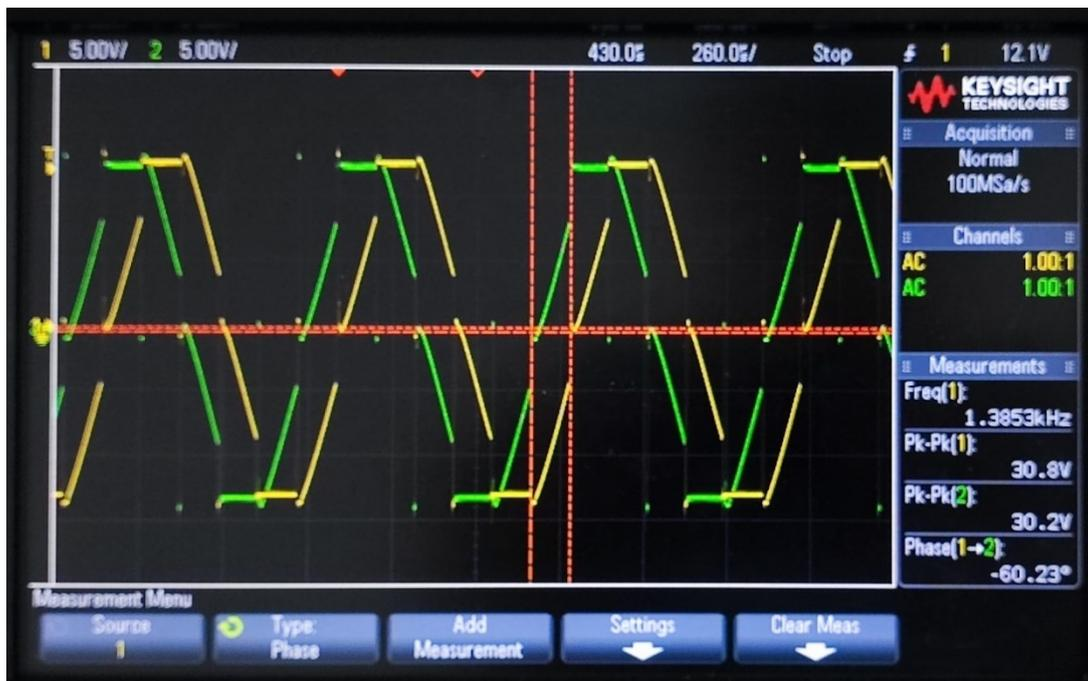 1 5.00V/ 2 5.00V/ 430.0s 260.0s/ Stop 1 12.1V
KEYSIGHT
TECHNOLOGIES
Acquisition
Normal
100MSa/s
Channels
AC 1.00:1
AC 1.00:1
Measurements
Freq(1):
1.3853kHz
Pk-Pk(1):
30.8V
Pk-Pk(2):
30.2V
Phase(1→2):
-60.23°
Measurement Menu
Source
1
Type:
Phase
Add
Measurement
Settings
Clear Meas